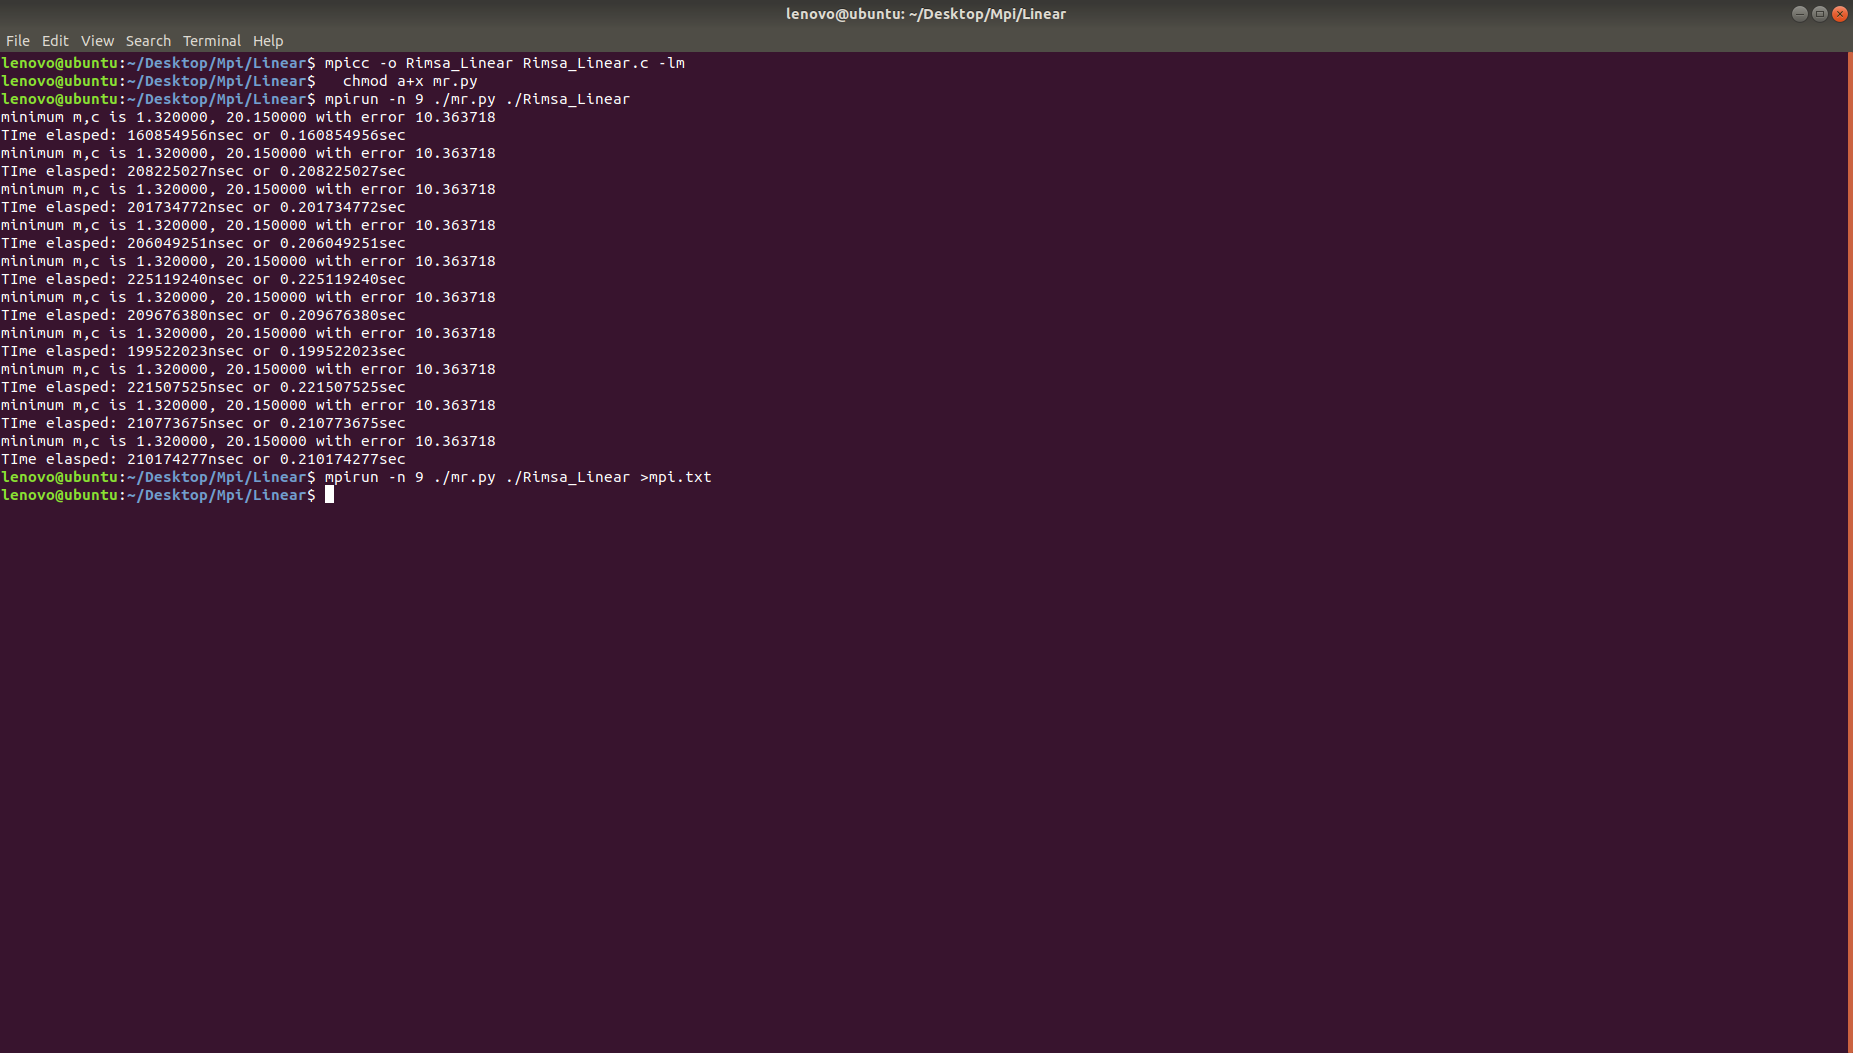 lenovo@ubuntu: ~/Desktop/Mpi/Linear
File Edit View Search Terminal Help
lenovo@ubuntu:~/Desktop/Mpi/Linear$ mpicc -o Rimsa_Linear Rimsa_Linear.c -lm
lenovo@ubuntu:~/Desktop/Mpi/Linear$   chmod a+x mr.py
lenovo@ubuntu:~/Desktop/Mpi/Linear$ mpirun -n 9 ./mr.py ./Rimsa_Linear
minimum m,c is 1.320000, 20.150000 with error 10.363718
TIme elasped: 160854956nsec or 0.160854956sec
minimum m,c is 1.320000, 20.150000 with error 10.363718
TIme elasped: 208225027nsec or 0.208225027sec
minimum m,c is 1.320000, 20.150000 with error 10.363718
TIme elasped: 201734772nsec or 0.201734772sec
minimum m,c is 1.320000, 20.150000 with error 10.363718
TIme elasped: 206049251nsec or 0.206049251sec
minimum m,c is 1.320000, 20.150000 with error 10.363718
TIme elasped: 225119240nsec or 0.225119240sec
minimum m,c is 1.320000, 20.150000 with error 10.363718
TIme elasped: 209676380nsec or 0.209676380sec
minimum m,c is 1.320000, 20.150000 with error 10.363718
TIme elasped: 199522023nsec or 0.199522023sec
minimum m,c is 1.320000, 20.150000 with error 10.363718
TIme elasped: 221507525nsec or 0.221507525sec
minimum m,c is 1.320000, 20.150000 with error 10.363718
TIme elasped: 210773675nsec or 0.210773675sec
minimum m,c is 1.320000, 20.150000 with error 10.363718
TIme elasped: 210174277nsec or 0.210174277sec
lenovo@ubuntu:~/Desktop/Mpi/Linear$ mpirun -n 9 ./mr.py ./Rimsa_Linear >mpi.txt
lenovo@ubuntu:~/Desktop/Mpi/Linear$